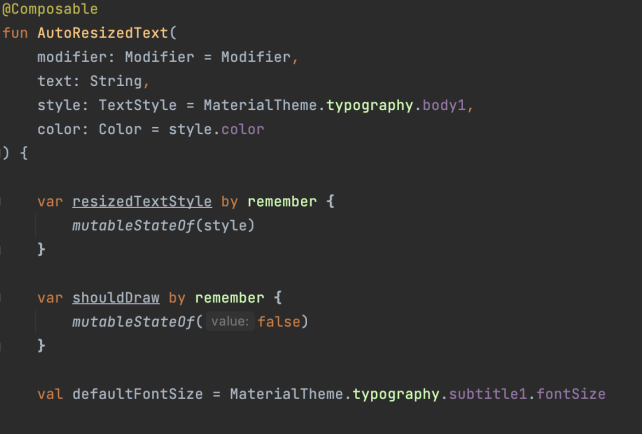 @Composable
fun AutoResizedText(
    modifier: Modifier = Modifier,
    text: String,
    style: TextStyle = MaterialTheme.typography.body1,
    color: Color = style.color
) {
    var resizedTextStyle by remember {
        mutableStateOf(style)
    }
    var shouldDraw by remember {
        mutableStateOf( value: false)
    }
    val defaultFontSize = MaterialTheme.typography.subtitle1.fontSize